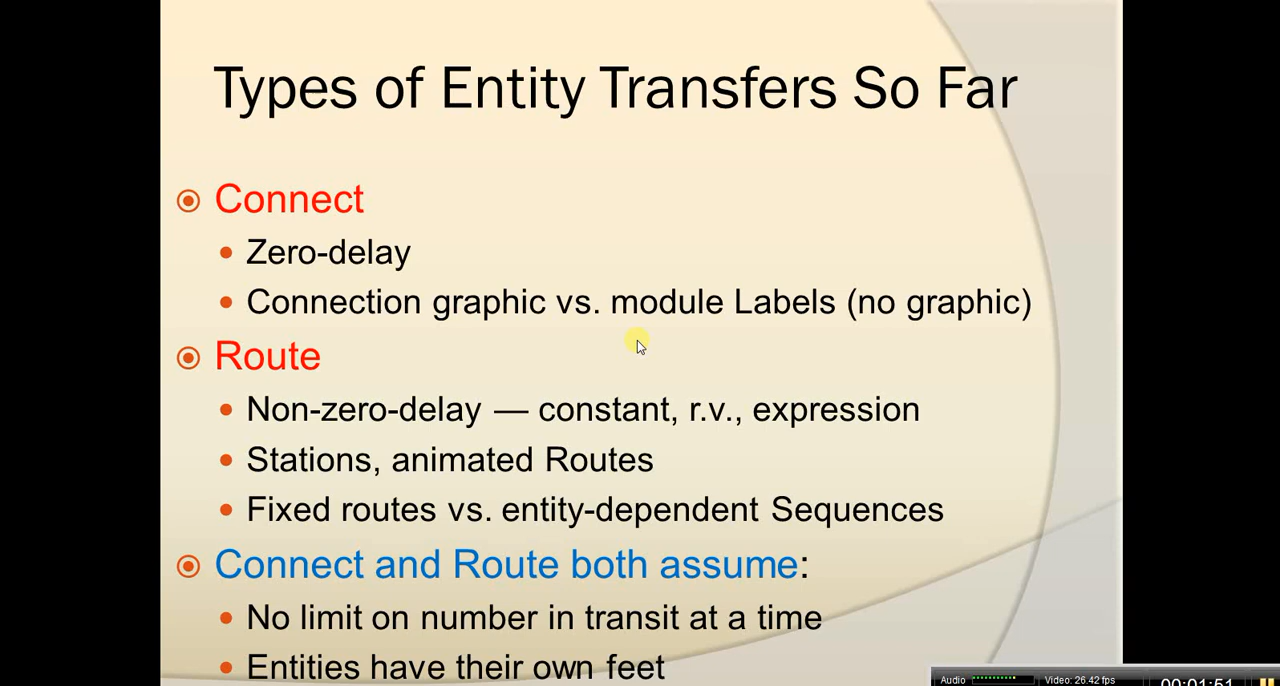 Types of Entity Transfers So Far
Connect
Zero-delay
Connection graphic vs. module Labels (no graphic)
Route
Non-zero-delay — constant, r.v., expression
Stations, animated Routes
Fixed routes vs. entity-dependent Sequences
Connect and Route both assume:
No limit on number in transit at a time
Entities have their own feet
Audio Video: 26.42 fps 00:01:51